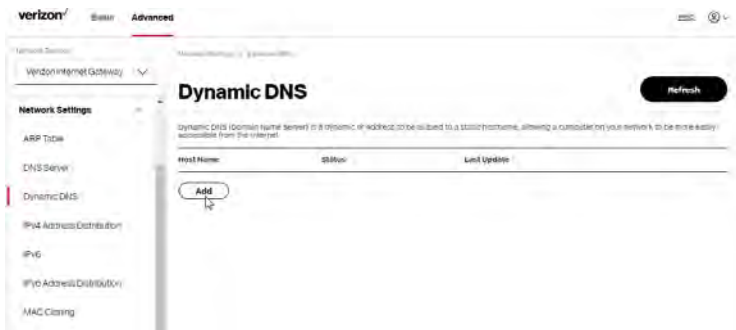 verizon✓ Basic Advanced
Verizon Internet Gateway
Dynamic DNS
Refresh
Network Settings
Dynamic DNS (Domain Name Server) is a dynamic IP address to be aliased to a static hostname, allowing a computer on your network to be more easily
accessible from the internet.
ARP Table
Host Name Status Last Update
DNS Server
Add
Dynamic DNS
IPv4 Address Distribution
IPv6
IPv6 Address Distribution
MAC Cloning